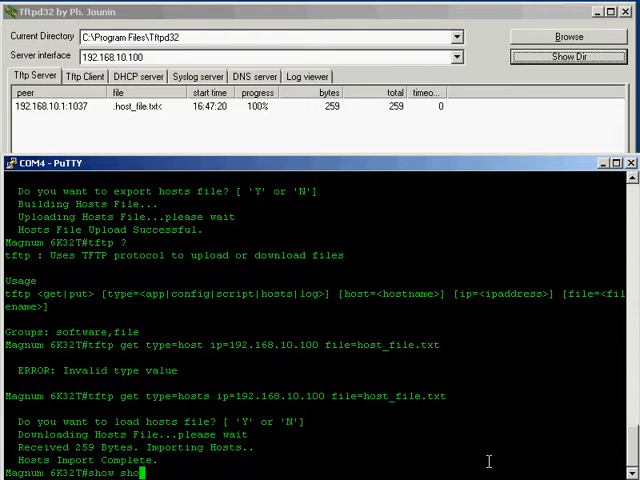 Tftpd32 by Ph. Jounin
Current Directory C:\Program Files\Tftpd32 Browse
Server interface 192.168.10.100 Show Dir
Tftp Server Tftp Client DHCP server Syslog server DNS server Log viewer
peer file start time progress bytes total timeo...
192.168.10.1:1037 .host_file.txt< 16:47:20 100% 259 259 0
COM4 - PuTTY
Do you want to export hosts file? [ 'Y' or 'N']
Building Hosts File...
Uploading Hosts File...please wait
Hosts File Upload Successful.
Magnum 6K32T#tftp ?
tftp : Uses TFTP protocol to upload or download files
Usage
tftp <get|put> [type=<app|config|script|hosts|log>] [host=<hostname>] [ip=<ipaddress>] [file=<fil
ename>]
Groups: software,file
Magnum 6K32T#tftp get type=host ip=192.168.10.100 file=host_file.txt
ERROR: Invalid type value
Magnum 6K32T#tftp get type=hosts ip=192.168.10.100 file=host_file.txt
Do you want to load hosts file? [ 'Y' or 'N']
Downloading Hosts File...please wait
Received 259 Bytes. Importing Hosts..
Hosts Import Complete.
Magnum 6K32T#show sho